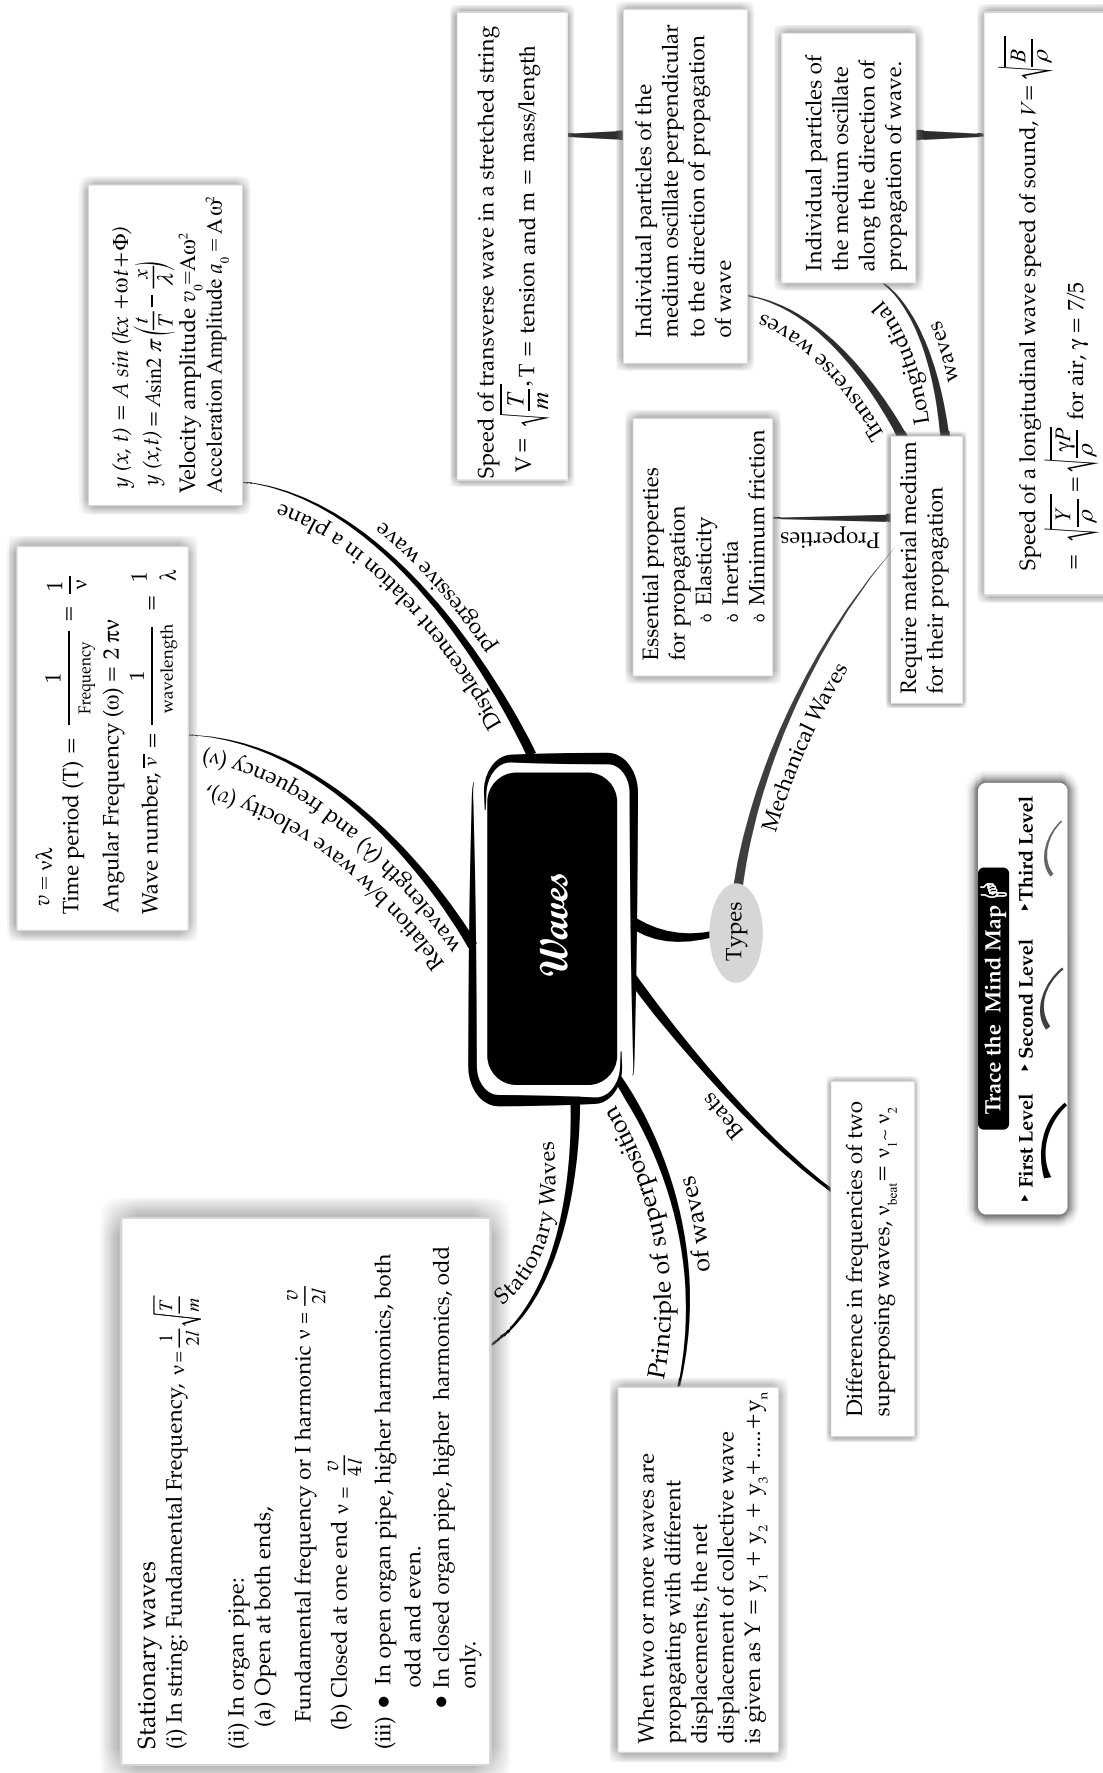 Waves
Stationary Waves
Stationary waves
(i) In string: Fundamental Frequency, ν = 1/2l √(T/m)
(ii) In organ pipe:
(a) Open at both ends,
Fundamental frequency or I harmonic ν = υ/2l
(b) Closed at one end ν = υ/4l
(iii) ● In open organ pipe, higher harmonics, both
odd and even.
● In closed organ pipe, higher harmonics, odd
only.
Relation b/w wave velocity (υ),
wavelength (λ) and frequency (ν)
υ = νλ
Time period (T) = 1/Frequency = 1/ν
Angular Frequency (ω) = 2 πν
Wave number, ν̅ = 1/wavelength = 1/λ
Displacement relation in a plane
progressive wave
y (x, t) = A sin (kx + ωt+Φ)
y (x,t) = Asin2 π(t/T − x/λ)
Velocity amplitude υ₀=Aω²
Acceleration Amplitude a₀ = Aω²
Principle of superposition
of waves
When two or more waves are
propagating with different
displacements, the net
displacement of collective wave
is given as Y = y₁ + y₂ + y₃+.....+yₙ
Beats
Difference in frequencies of two
superposing waves, ν_beat = ν₁ ~ ν₂
Types
Mechanical Waves
Require material medium
for their propagation
Properties
Essential properties
for propagation
o Elasticity
o Inertia
o Minimum friction
Transverse waves
Individual particles of the
medium oscillate perpendicular
to the direction of propagation
of wave
Speed of transverse wave in a stretched string
V = √(T/m), T = tension and m = mass/length
Longitudinal
waves
Individual particles of
the medium oscillate
along the direction of
propagation of wave.
Speed of a longitudinal wave speed of sound, V = √(B/ρ)
= √(Y/ρ) = √(γP/ρ) for air, γ = 7/5
Trace the Mind Map
▸ First Level ▸ Second Level ▸ Third Level